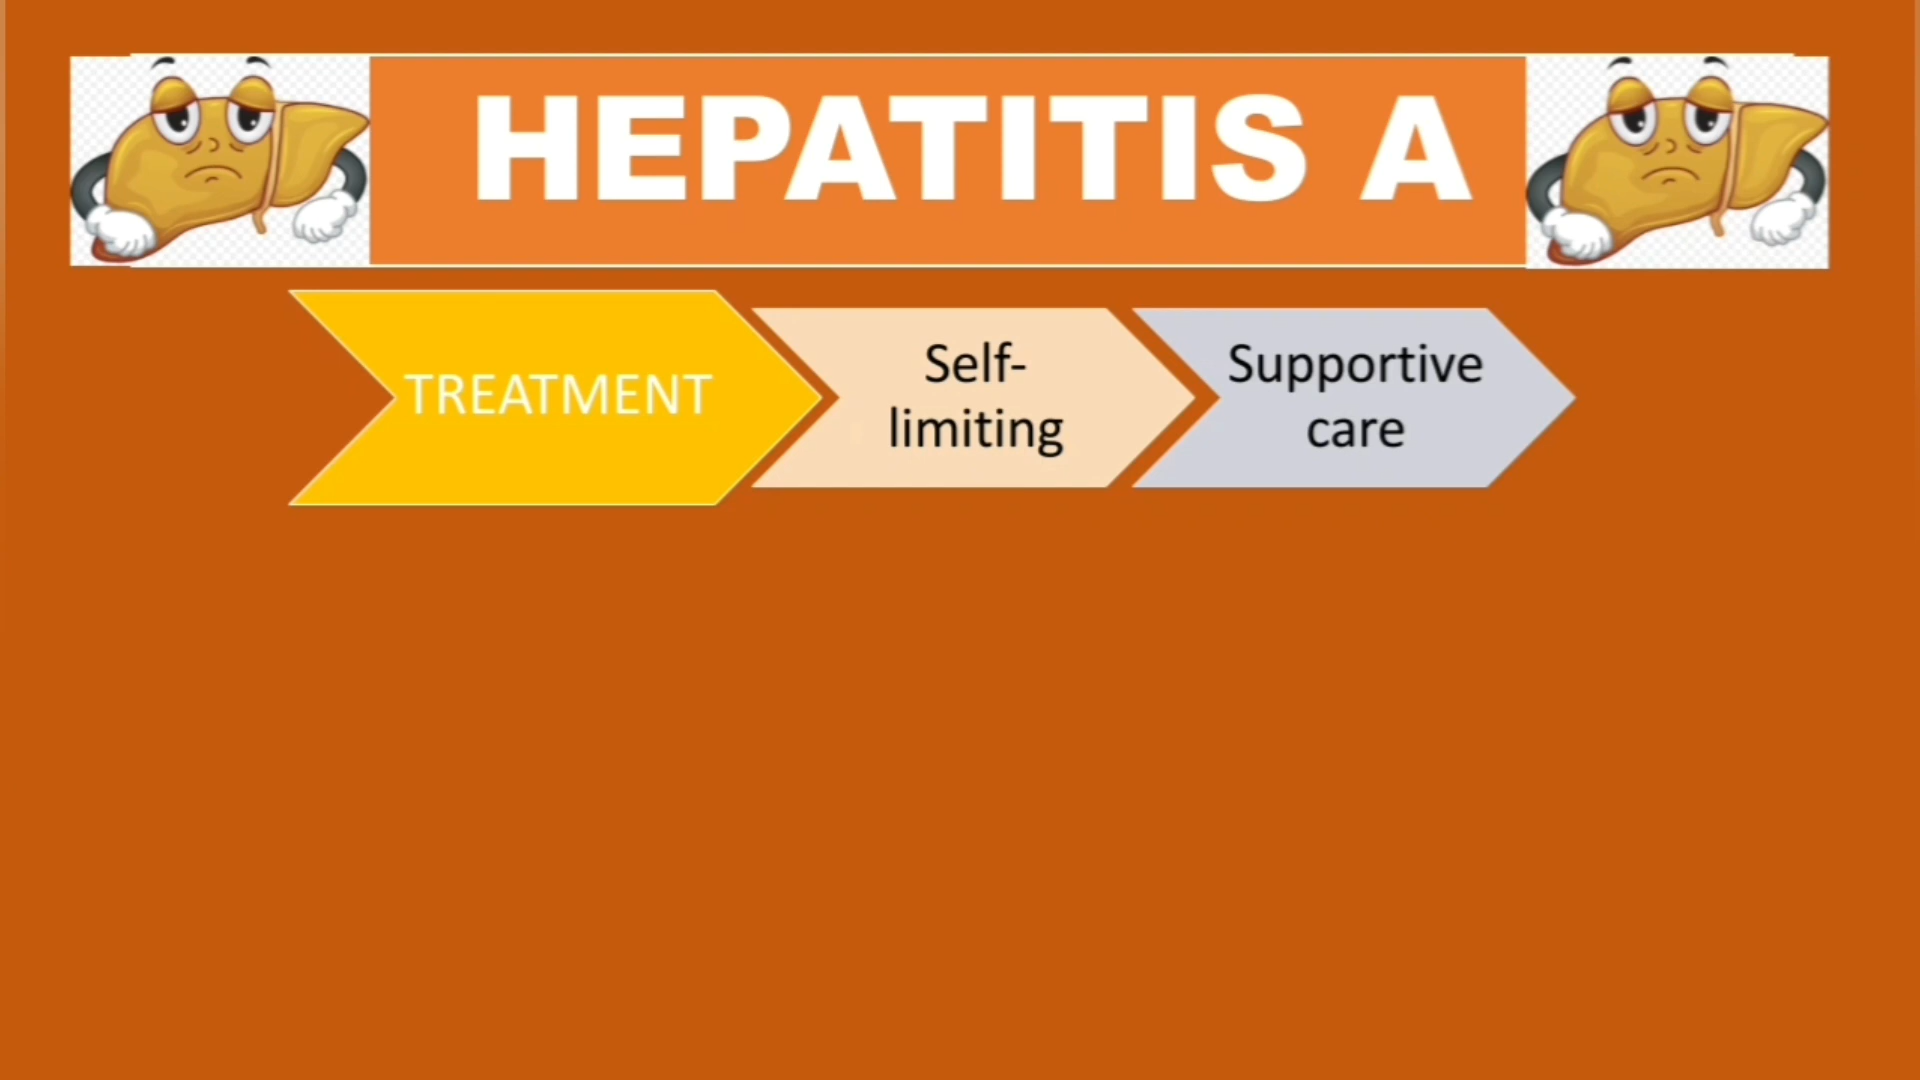 HEPATITIS A
TREATMENT
Self-
limiting
Supportive
care